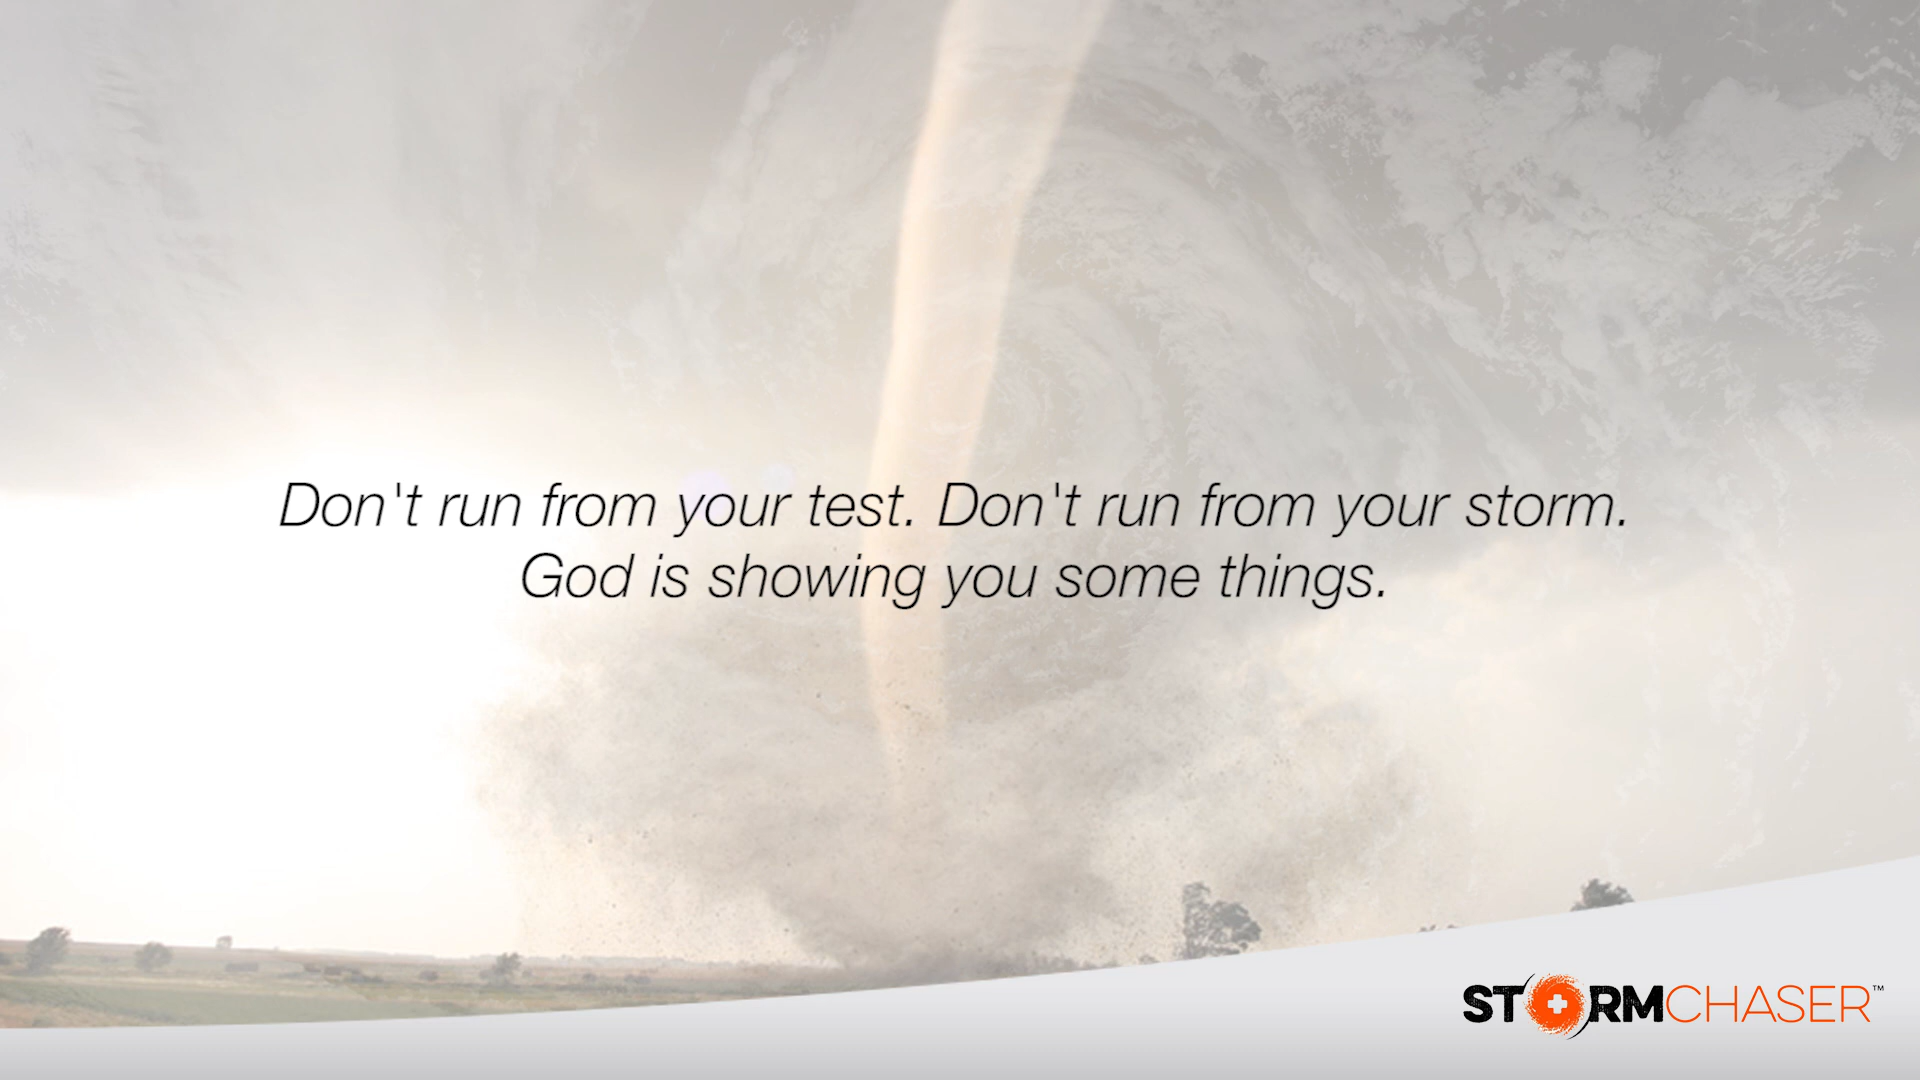 Don't run from your test. Don't run from your storm.
God is showing you some things.
STORMCHASER™